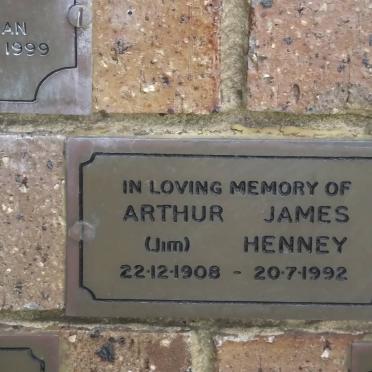 AN
1999
IN LOVING MEMORY OF
ARTHUR JAMES
(Jim) HENNEY
22·12·1908 - 20·7·1992